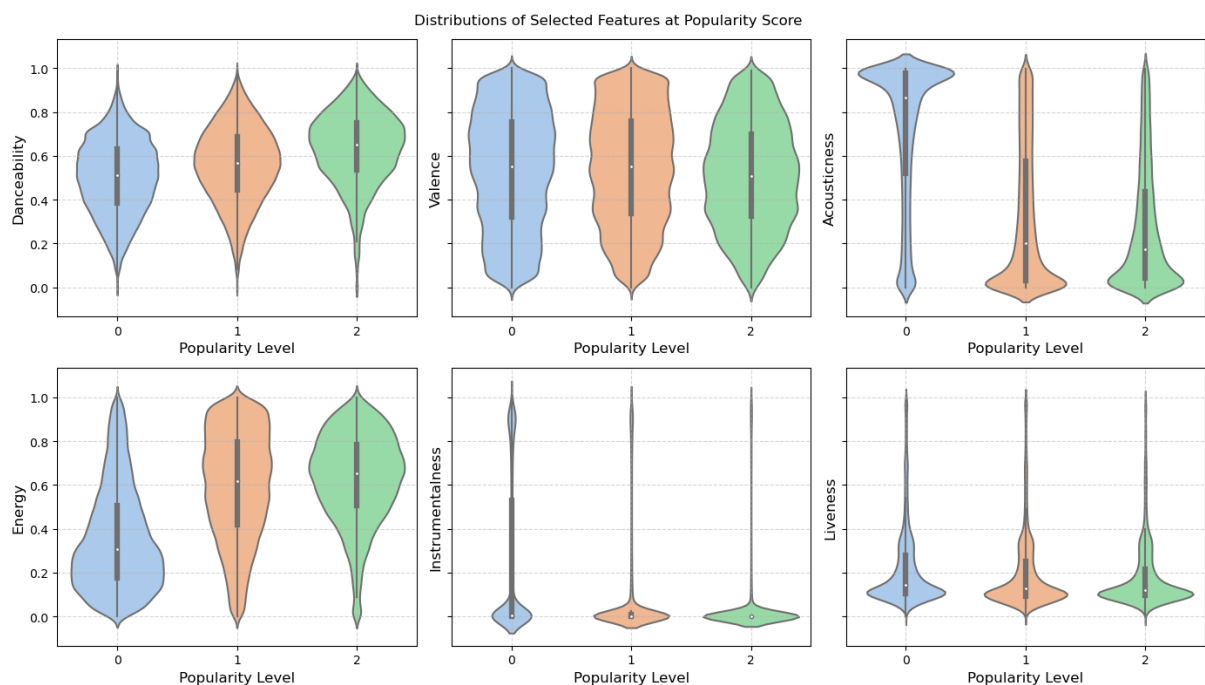 Distributions of Selected Features at Popularity Score
Danceability
1.0
0.8
0.6
0.4
0.2
0.0
0 1 2
Popularity Level
Valence
0 1 2
Popularity Level
Acousticness
0 1 2
Popularity Level
Energy
1.0
0.8
0.6
0.4
0.2
0.0
0 1 2
Popularity Level
Instrumentalness
0 1 2
Popularity Level
Liveness
0 1 2
Popularity Level